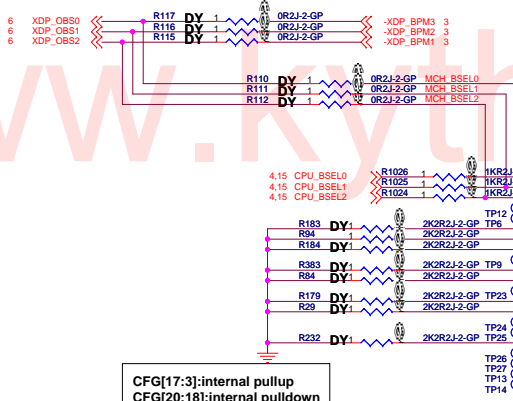 6 XDP_OBS0 R117 DY 1 0R2J-2-GP -XDP_BPM3 3
6 XDP_OBS1 R116 DY 1 0R2J-2-GP -XDP_BPM2 3
6 XDP_OBS2 R115 DY 1 0R2J-2-GP -XDP_BPM1 3
R110 DY 1 0R2J-2-GP MCH_BSEL0
R111 DY 1 0R2J-2-GP MCH_BSEL1
R112 DY 1 0R2J-2-GP MCH_BSEL2
www.kyth
4,15 CPU_BSEL0 R1026 1 1KR2J
4,15 CPU_BSEL1 R1025 1 1KR2J
4,15 CPU_BSEL2 R1024 1 1KR2J
TP12
R183 DY 1 2K2R2J-2-GP TP6
R94 1 2K2R2J-2-GP
R184 DY 1 2K2R2J-2-GP
R383 DY 1 2K2R2J-2-GP TP9
R84 DY 1 2K2R2J-2-GP
R179 DY 1 2K2R2J-2-GP TP23
R29 DY 1 2K2R2J-2-GP
TP24
R232 DY 1 2K2R2J-2-GP TP25
TP26
TP27
TP13
TP14
CFG[17:3]:internal pullup
CFG[20:18]:internal pulldown